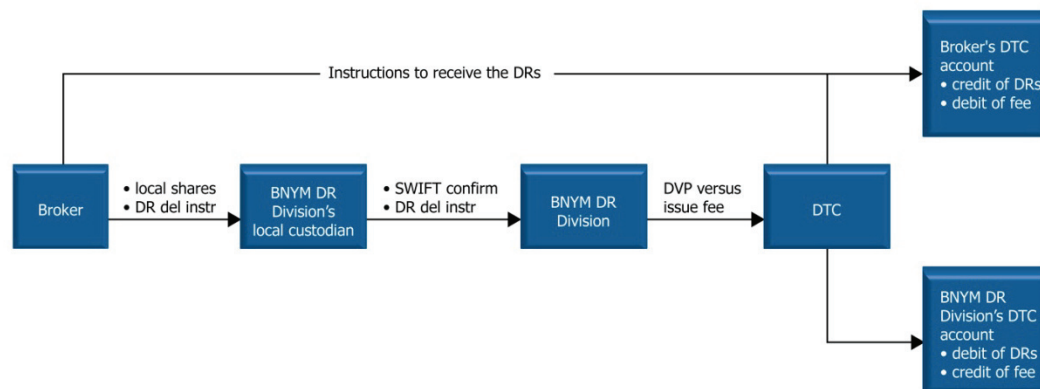 Broker's DTC
account
• credit of DRs
• debit of fee
Instructions to receive the DRs
Broker
• local shares
• DR del instr
BNYM DR
Division's
local custodian
• SWIFT confirm
• DR del instr
BNYM DR
Division
DVP versus
issue fee
DTC
BNYM DR
Division's DTC
account
• debit of DRs
• credit of fee